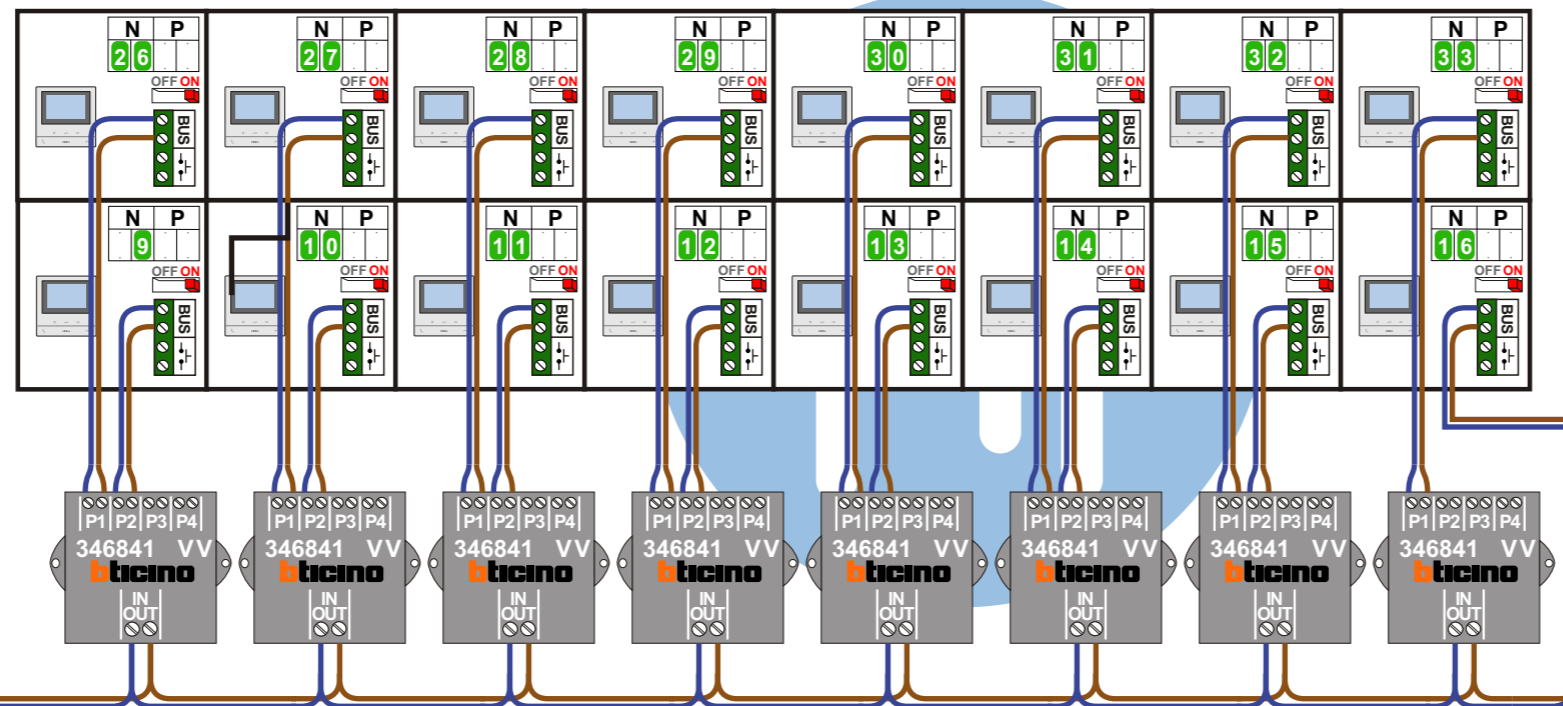 N P N P N P N P N P N P N P N P
26 27 28 29 30 31 32 33
OFF ON OFF ON OFF ON OFF ON OFF ON OFF ON OFF ON OFF ON
BUS BUS BUS BUS BUS BUS BUS BUS
N P N P N P N P N P N P N P N P
9 10 11 12 13 14 15 16
OFF ON OFF ON OFF ON OFF ON OFF ON OFF ON OFF ON OFF ON
BUS BUS BUS BUS BUS BUS BUS BUS
P1 P2 P3 P4 P1 P2 P3 P4 P1 P2 P3 P4 P1 P2 P3 P4 P1 P2 P3 P4 P1 P2 P3 P4 P1 P2 P3 P4 P1 P2 P3 P4
346841 VV 346841 VV 346841 VV 346841 VV 346841 VV 346841 VV 346841 VV 346841 VV
bticino bticino bticino bticino bticino bticino bticino bticino
IN IN IN IN IN IN IN IN
OUT OUT OUT OUT OUT OUT OUT OUT